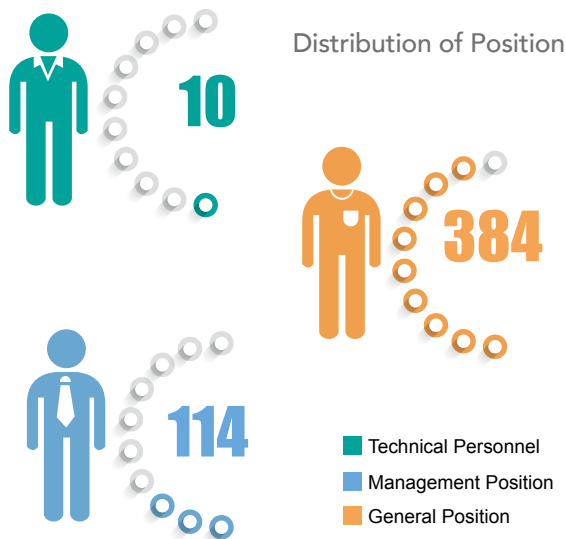 Distribution of Position
10
384
114
Technical Personnel
Management Position
General Position